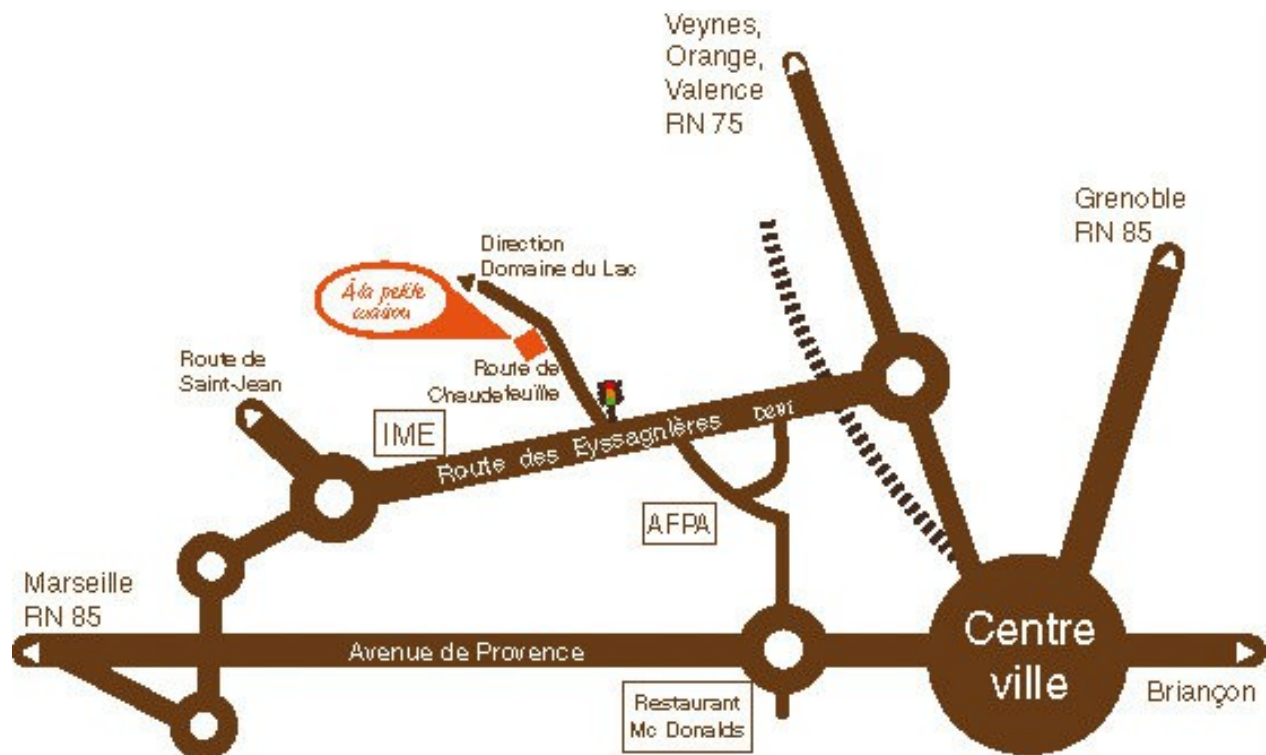 Veynes,
Orange,
Valence
RN 75
Grenoble
RN 85
Direction
Domaine du Lac
À la petite
Route de
Saint-Jean
Route de
Chaudefeuille
IME
Route des Eyssagnières
AFPA
Marseille
RN 85
Avenue de Provence
Centre
ville
Briançon
Restaurant
Mc Donalds